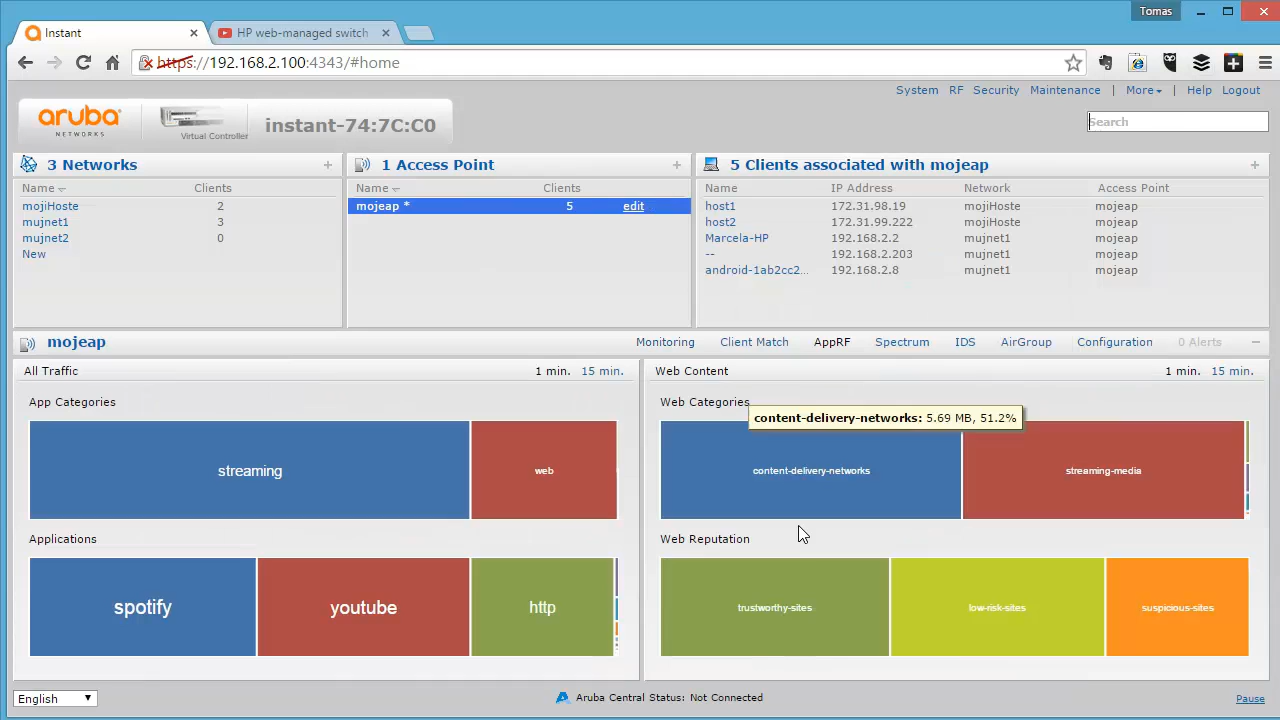 Tomas
Instant
HP web-managed switch
https://192.168.2.100:4343/#home
System RF Security Maintenance | More | Help Logout
aruba
NETWORKS
Virtual Controller
instant-74:7C:C0
Search
3 Networks +
Name Clients
mojiHoste 2
mujnet1 3
mujnet2 0
New
1 Access Point +
Name Clients
mojeap * 5 edit
5 Clients associated with mojeap +
Name IP Address Network Access Point
host1 172.31.98.19 mojiHoste mojeap
host2 172.31.99.222 mojiHoste mojeap
Marcela-HP 192.168.2.2 mujnet1 mojeap
-- 192.168.2.203 mujnet1 mojeap
android-1ab2cc2... 192.168.2.8 mujnet1 mojeap
mojeap Monitoring Client Match AppRF Spectrum IDS AirGroup Configuration 0 Alerts
All Traffic 1 min. 15 min.
App Categories
streaming web
Applications
spotify youtube http
Web Content 1 min. 15 min.
Web Categories
content-delivery-networks: 5.69 MB, 51.2%
content-delivery-networks streaming-media
Web Reputation
trustworthy-sites low-risk-sites suspicious-sites
English
Aruba Central Status: Not Connected
Pause